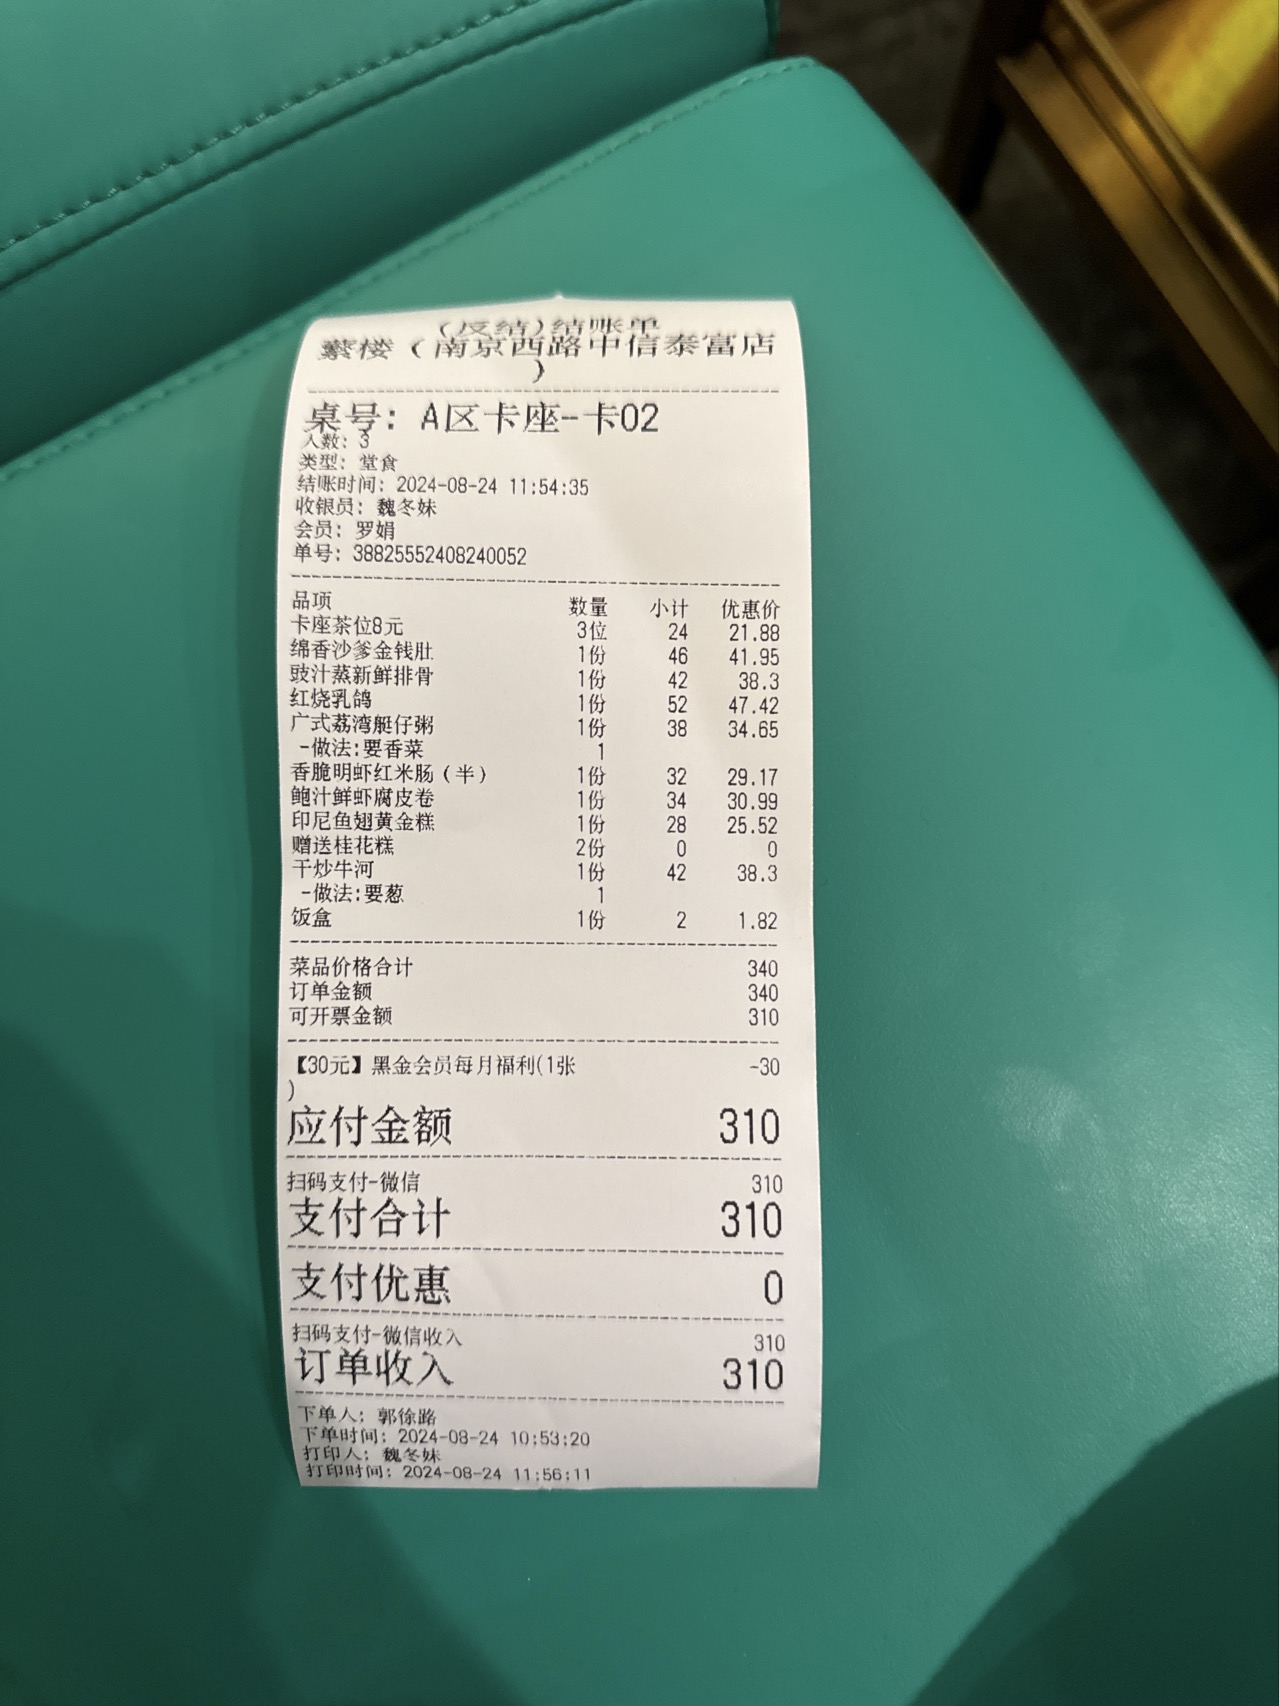 (反结)结账单
蘩楼（南京西路中信泰富店
）
桌号：A区卡座-卡02
人数：3
类型：堂食
结账时间：2024-08-24 11:54:35
收银员：魏冬妹
会员：罗娟
单号：38825552408240052
品项 数量 小计 优惠价
卡座茶位8元 3位 24 21.88
绵香沙爹金钱肚 1份 46 41.95
豉汁蒸新鲜排骨 1份 42 38.3
红烧乳鸽 1份 52 47.42
广式荔湾艇仔粥 1份 38 34.65
-做法:要香菜 1
香脆明虾红米肠（半） 1份 32 29.17
鲍汁鲜虾腐皮卷 1份 34 30.99
印尼鱼翅黄金糕 1份 28 25.52
赠送桂花糕 2份 0 0
干炒牛河 1份 42 38.3
-做法:要葱 1
饭盒 1份 2 1.82
菜品价格合计 340
订单金额 340
可开票金额 310
【30元】黑金会员每月福利(1张 -30
)
应付金额 310
扫码支付-微信 310
支付合计 310
支付优惠 0
扫码支付-微信收入 310
订单收入 310
下单人：郭徐路
下单时间：2024-08-24 10:53:20
打印人：魏冬妹
打印时间：2024-08-24 11:56:11